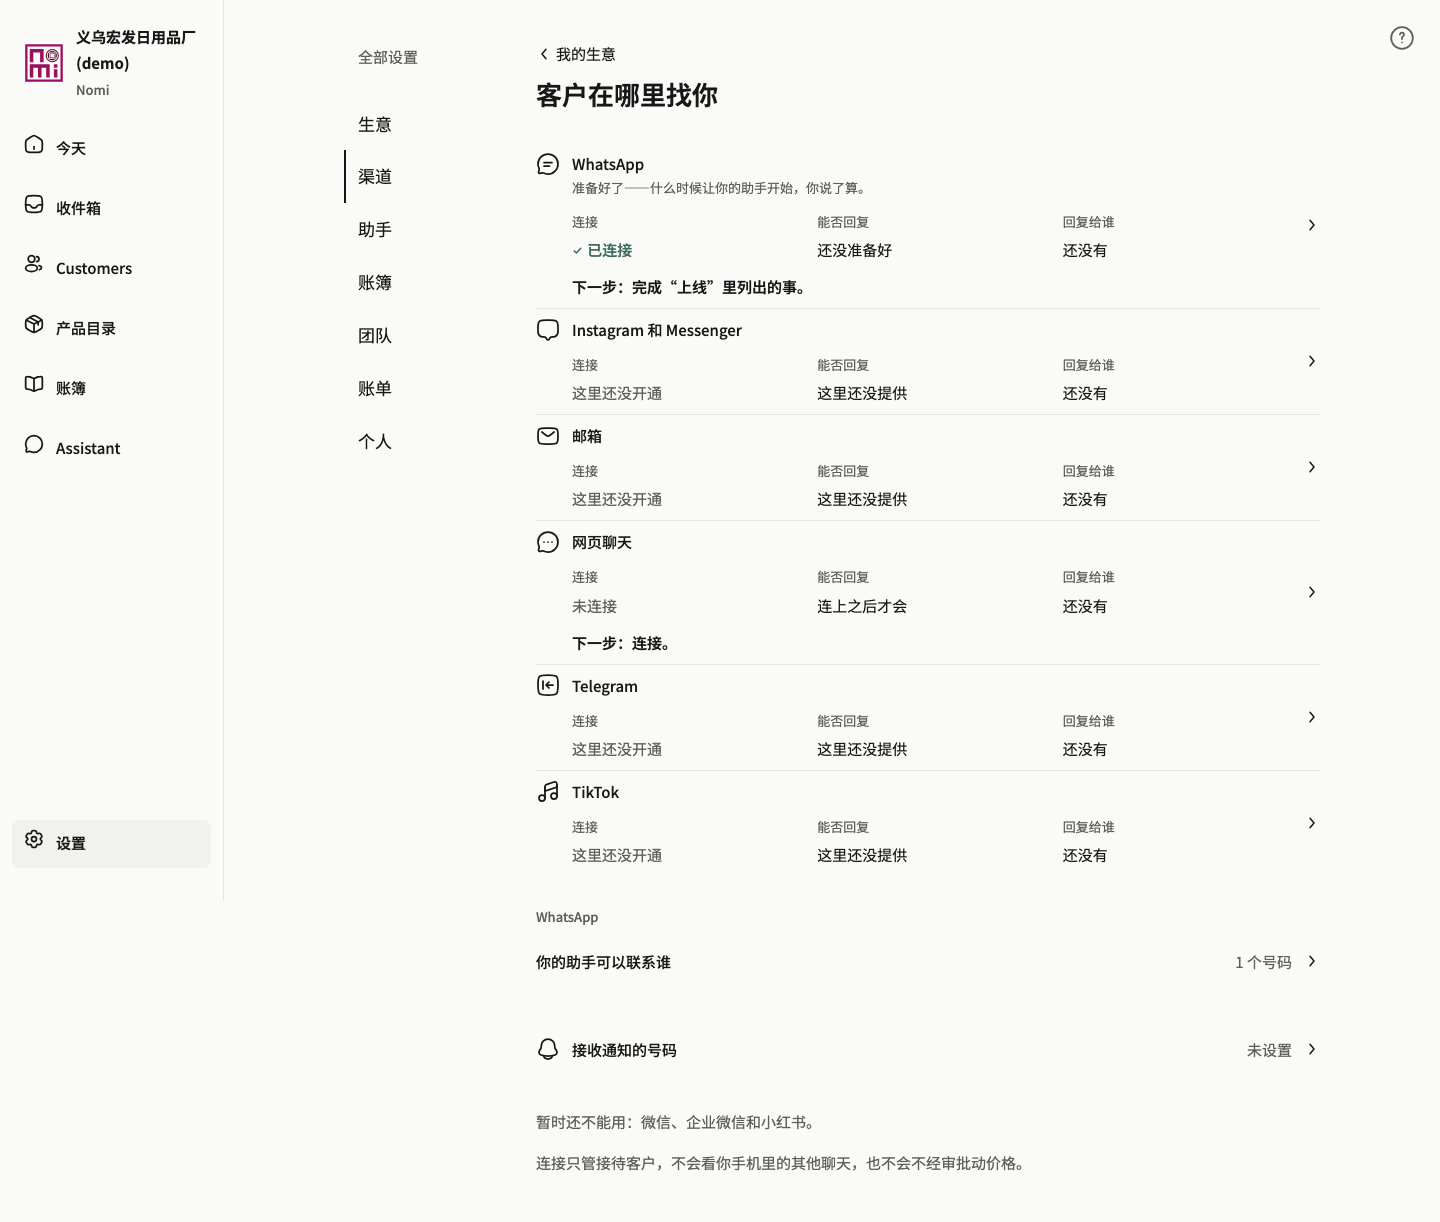 义乌宏发日用品厂
(demo)
Nomi
今天
收件箱
Customers
产品目录
账簿
Assistant
设置
全部设置
生意
渠道
助手
账簿
团队
账单
个人
我的生意
客户在哪里找你
WhatsApp
准备好了——什么时候让你的助手开始，你说了算。
连接 能否回复 回复给谁
已连接 还没准备好 还没有
下一步：完成“上线”里列出的事。
Instagram 和 Messenger
连接 能否回复 回复给谁
这里还没开通 这里还没提供 还没有
邮箱
连接 能否回复 回复给谁
这里还没开通 这里还没提供 还没有
网页聊天
连接 能否回复 回复给谁
未连接 连上之后才会 还没有
下一步：连接。
Telegram
连接 能否回复 回复给谁
这里还没开通 这里还没提供 还没有
TikTok
连接 能否回复 回复给谁
这里还没开通 这里还没提供 还没有
WhatsApp
你的助手可以联系谁 1 个号码
接收通知的号码 未设置
暂时还不能用：微信、企业微信和小红书。
连接只管接待客户，不会看你手机里的其他聊天，也不会不经审批动价格。